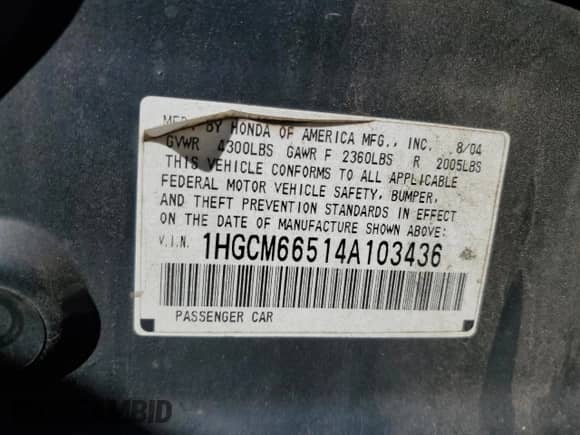 MFD. BY HONDA OF AMERICA MFG., INC. 8/04
GVWR 4300LBS GAWR F 2360LBS R 2005LBS
THIS VEHICLE CONFORMS TO ALL APPLICABLE
FEDERAL MOTOR VEHICLE SAFETY, BUMPER,
AND THEFT PREVENTION STANDARDS IN EFFECT
ON THE DATE OF MANUFACTURE SHOWN ABOVE:
V.I.N. 1HGCM66514A103436
PASSENGER CAR